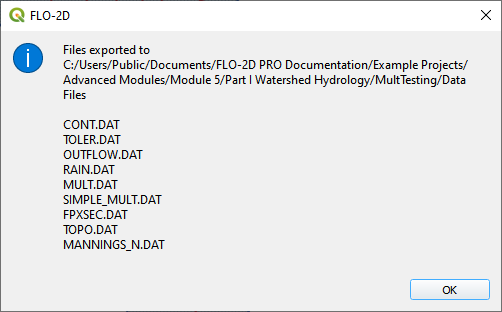 FLO-2D
Files exported to
C:/Users/Public/Documents/FLO-2D PRO Documentation/Example Projects/
Advanced Modules/Module 5/Part I Watershed Hydrology/MultTesting/Data
Files
CONT.DAT
TOLER.DAT
OUTFLOW.DAT
RAIN.DAT
MULT.DAT
SIMPLE_MULT.DAT
FPXSEC.DAT
TOPO.DAT
MANNINGS_N.DAT
OK